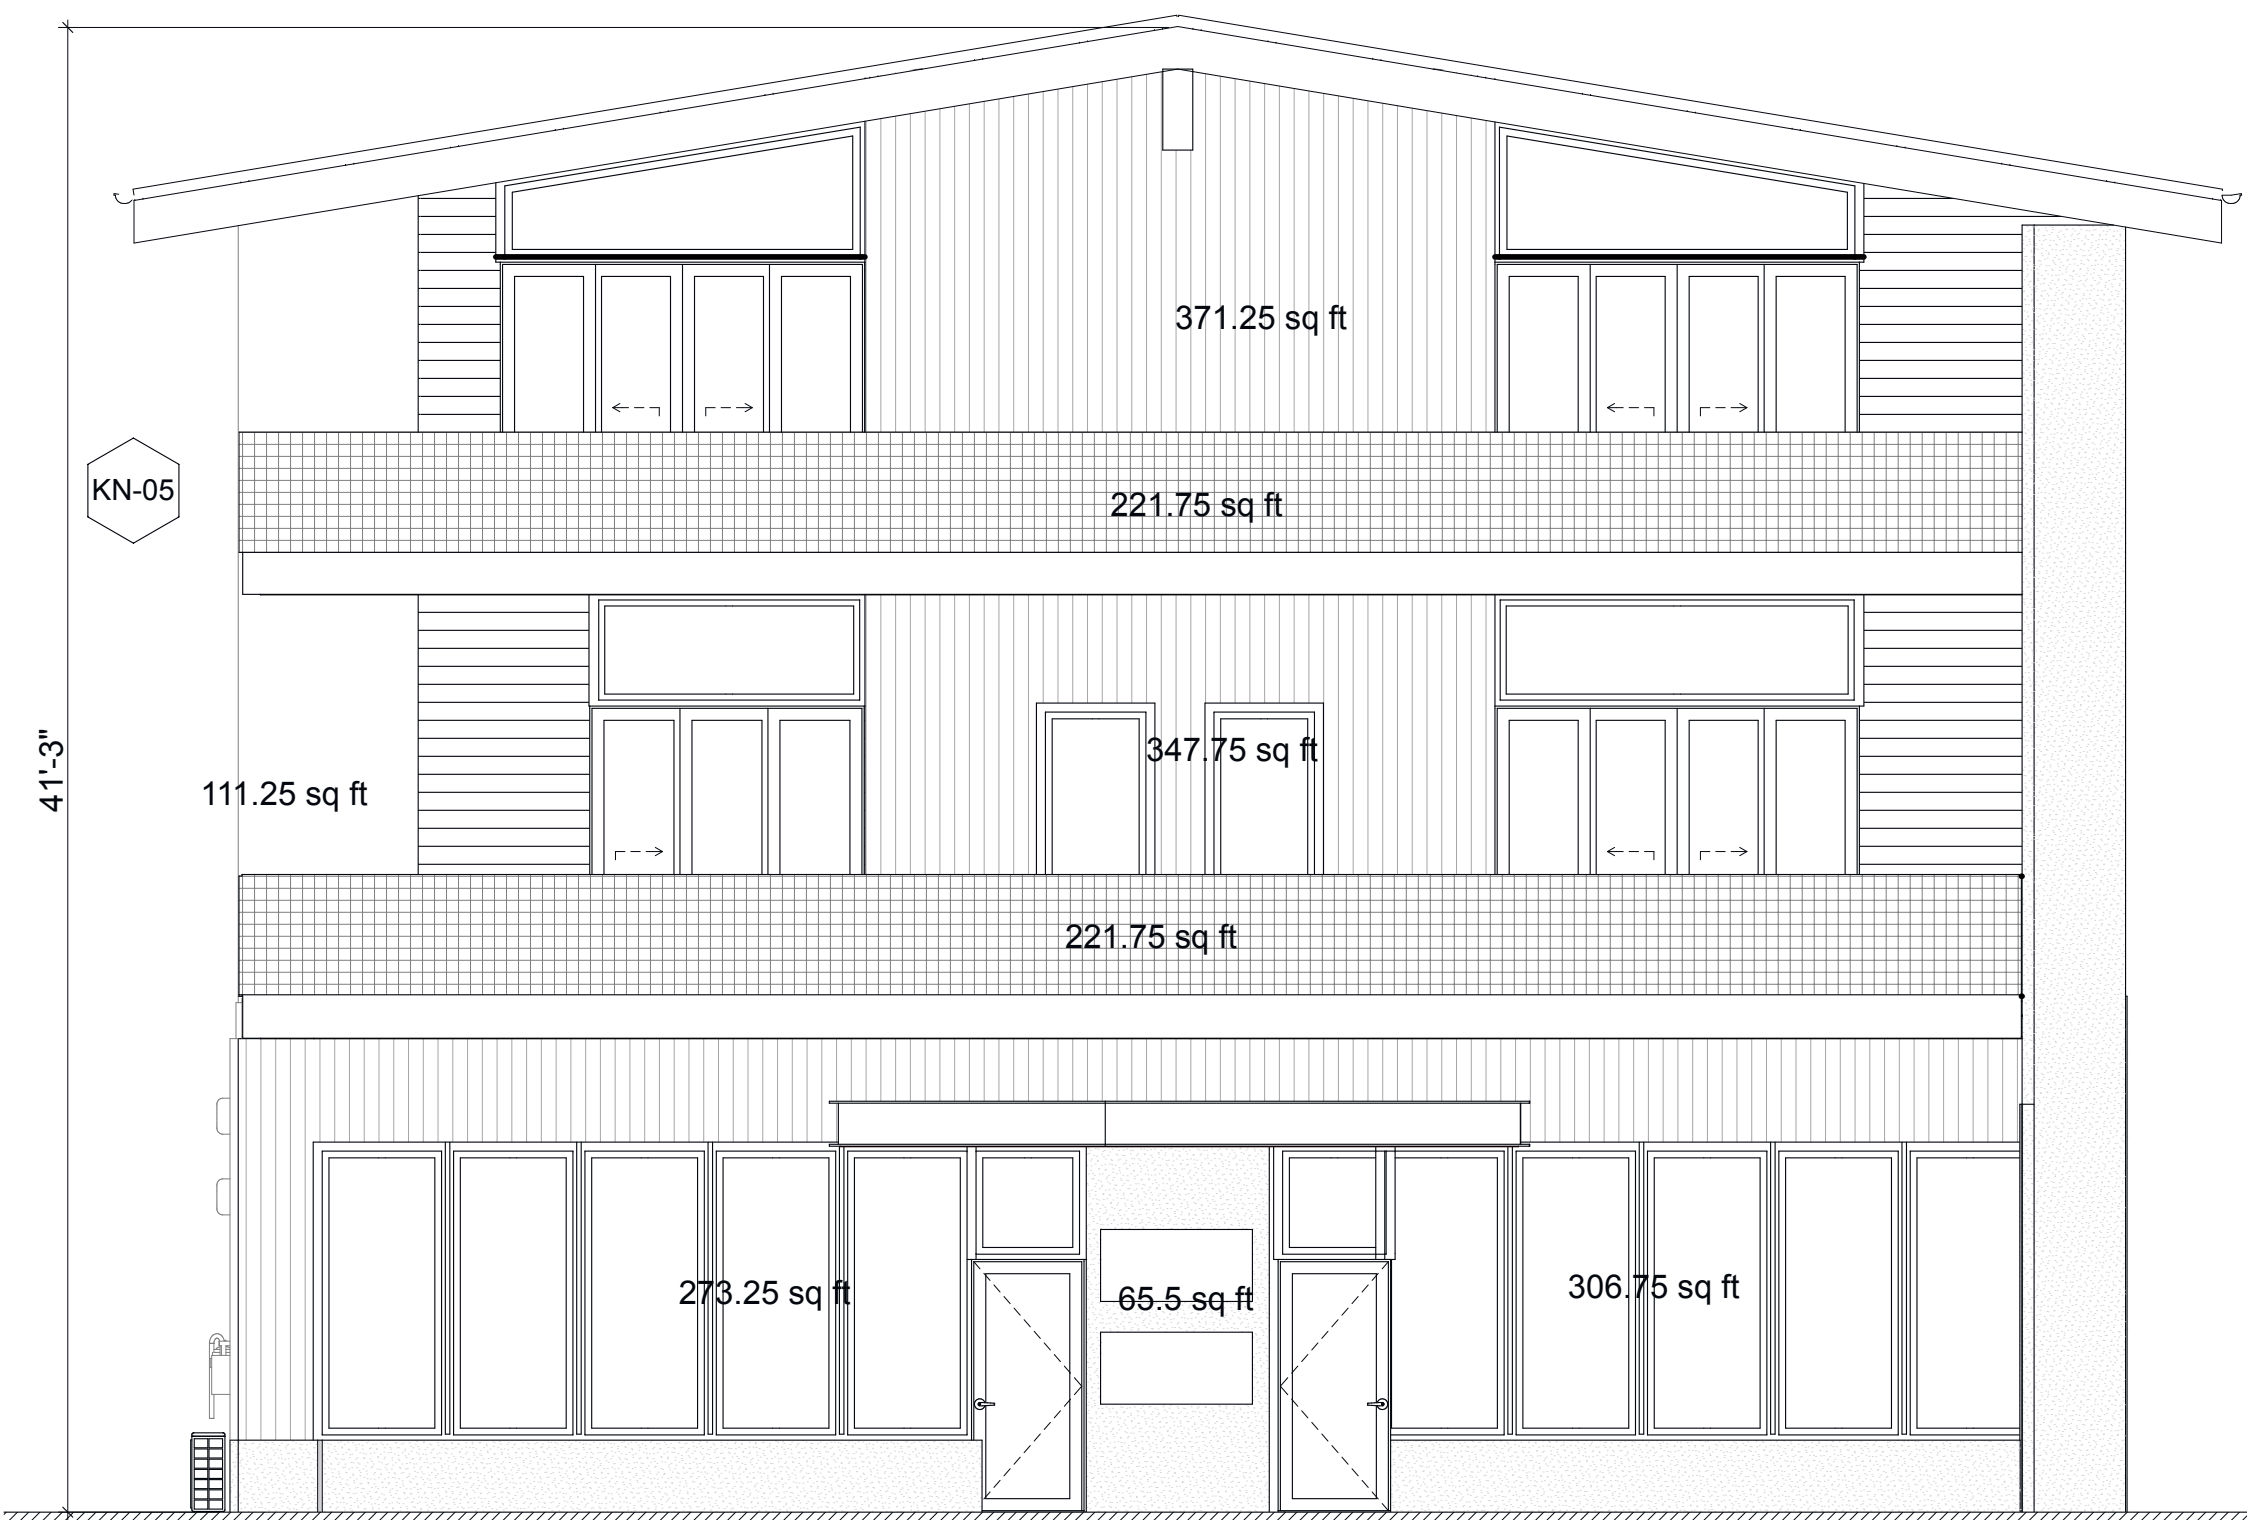 371.25 sq ft
KN-05
221.75 sq ft
41'-3"
347.75 sq ft
111.25 sq ft
221.75 sq ft
273.25 sq ft
65.5 sq ft
306.75 sq ft